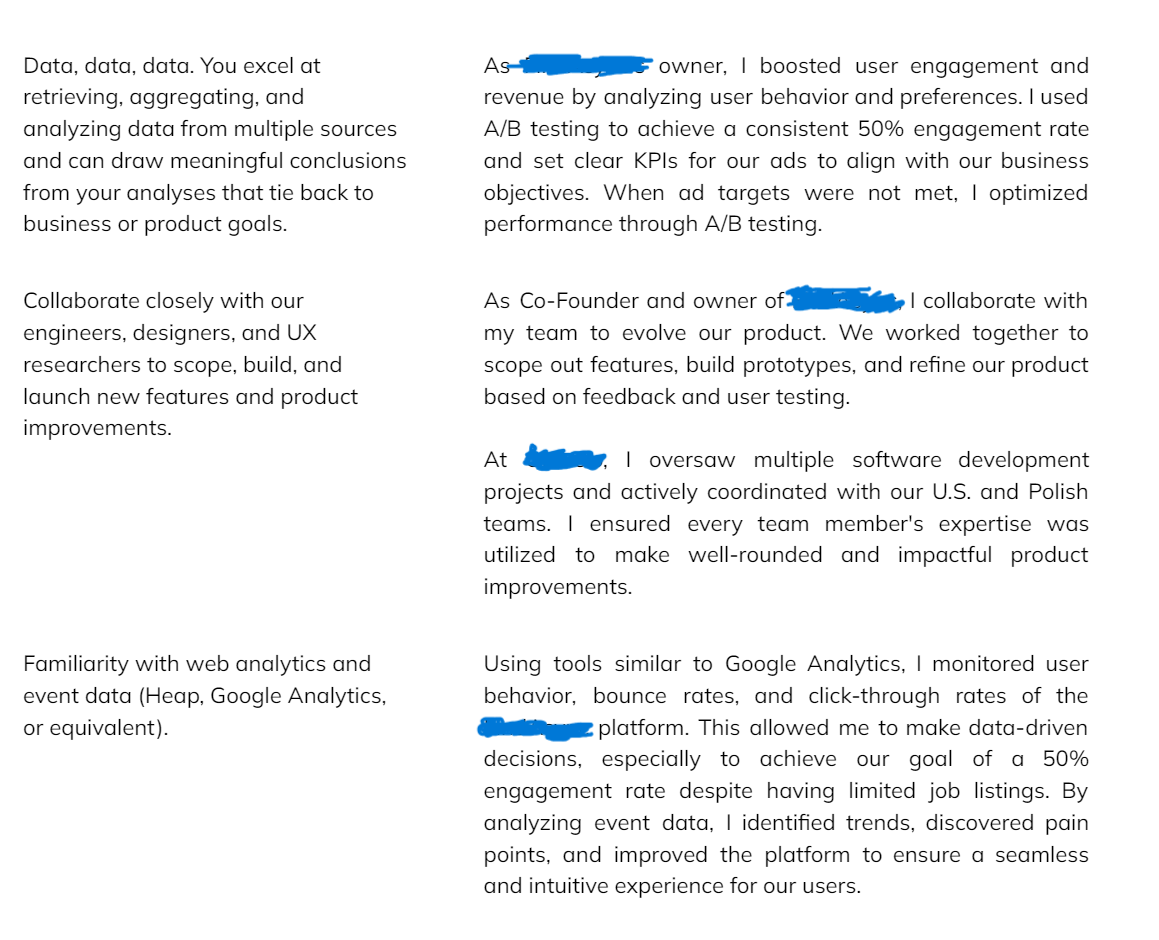 Data, data, data. You excel at
retrieving, aggregating, and
analyzing data from multiple sources
and can draw meaningful conclusions
from your analyses that tie back to
business or product goals.
As owner, I boosted user engagement and
revenue by analyzing user behavior and preferences. I used
A/B testing to achieve a consistent 50% engagement rate
and set clear KPIs for our ads to align with our business
objectives. When ad targets were not met, I optimized
performance through A/B testing.
Collaborate closely with our
engineers, designers, and UX
researchers to scope, build, and
launch new features and product
improvements.
As Co-Founder and owner of I collaborate with
my team to evolve our product. We worked together to
scope out features, build prototypes, and refine our product
based on feedback and user testing.
At , I oversaw multiple software development
projects and actively coordinated with our U.S. and Polish
teams. I ensured every team member's expertise was
utilized to make well-rounded and impactful product
improvements.
Familiarity with web analytics and
event data (Heap, Google Analytics,
or equivalent).
Using tools similar to Google Analytics, I monitored user
behavior, bounce rates, and click-through rates of the
platform. This allowed me to make data-driven
decisions, especially to achieve our goal of a 50%
engagement rate despite having limited job listings. By
analyzing event data, I identified trends, discovered pain
points, and improved the platform to ensure a seamless
and intuitive experience for our users.